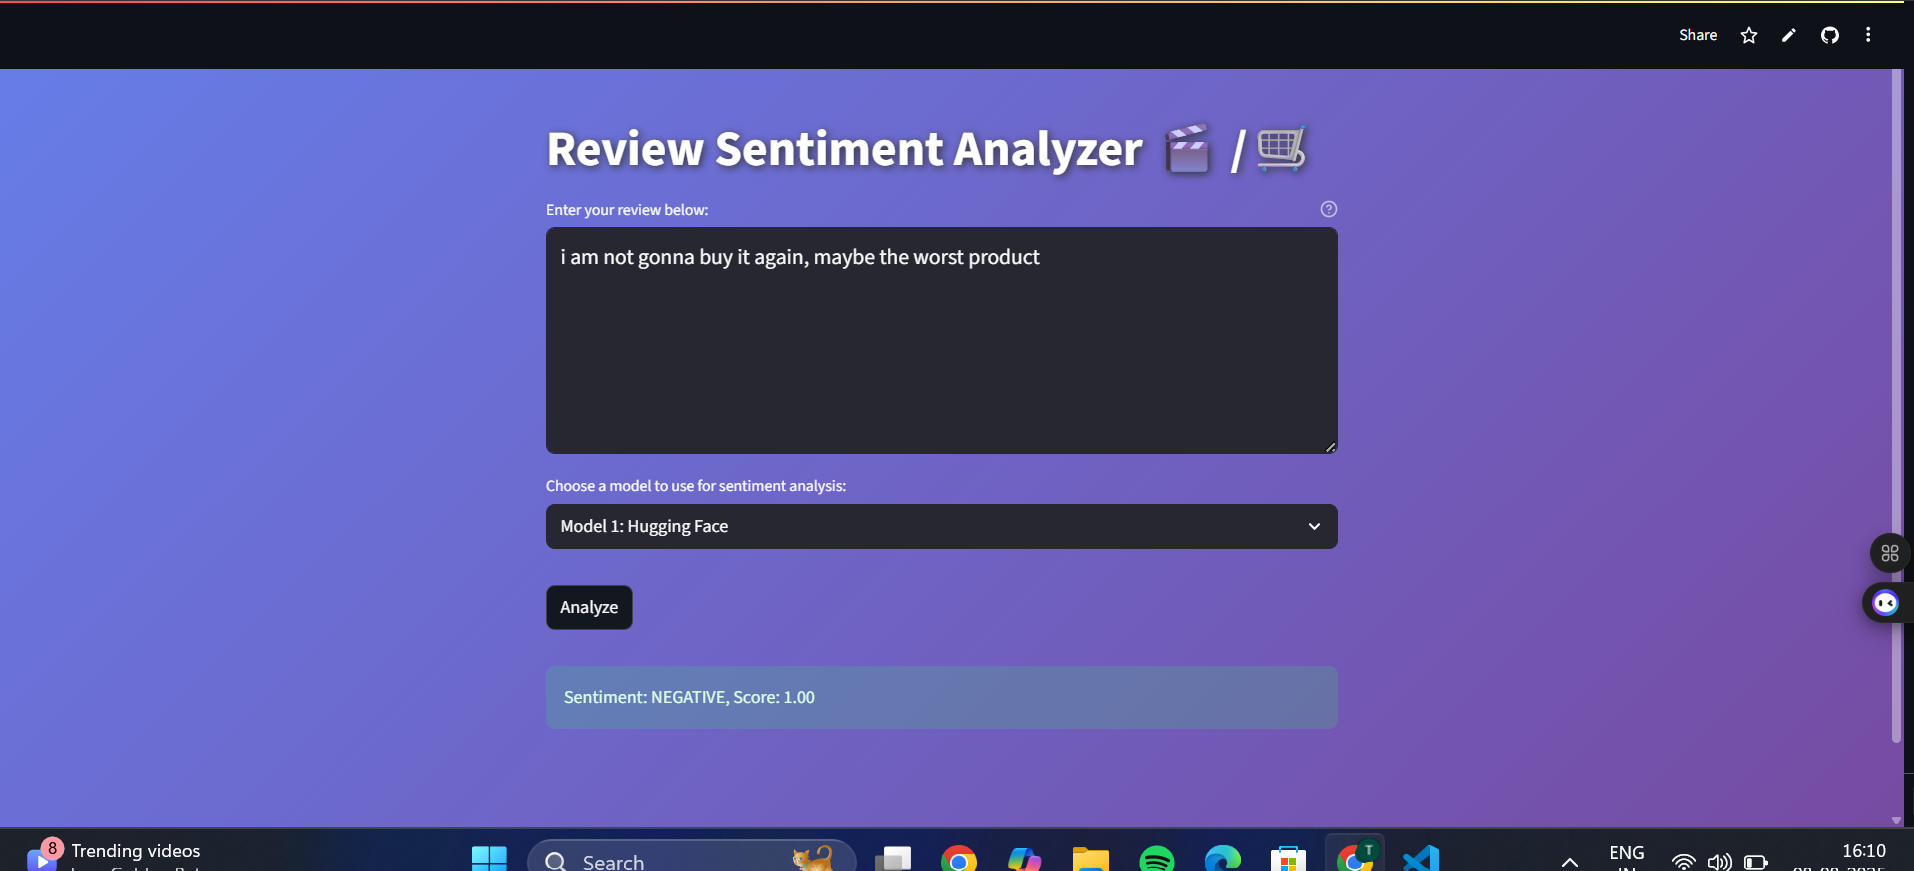 Share
Review Sentiment Analyzer 🎬 / 🛒
Enter your review below:
i am not gonna buy it again, maybe the worst product
Choose a model to use for sentiment analysis:
Model 1: Hugging Face
Analyze
Sentiment: NEGATIVE, Score: 1.00
8
Trending videos
Search
T
ENG
16:10